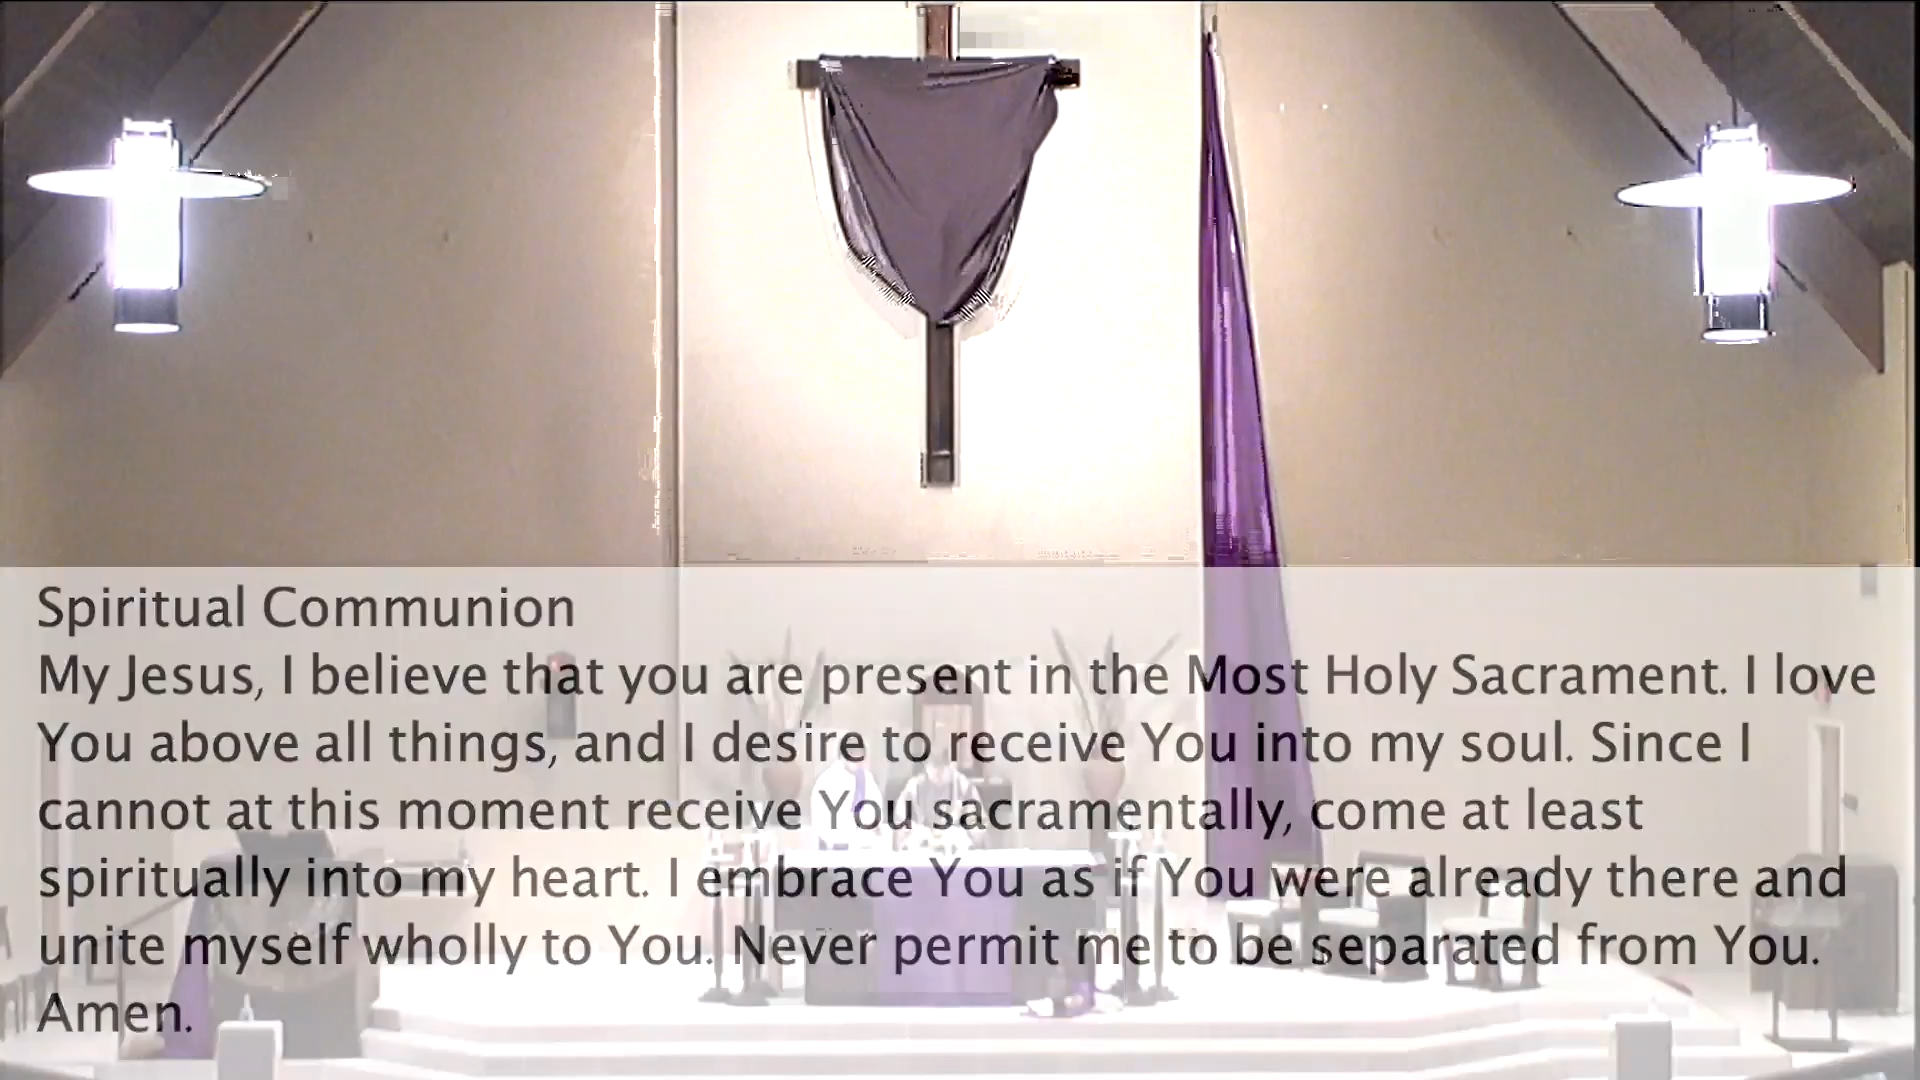 Spiritual Communion
My Jesus, I believe that you are present in the Most Holy Sacrament. I love
You above all things, and I desire to receive You into my soul. Since I
cannot at this moment receive You sacramentally, come at least
spiritually into my heart. I embrace You as if You were already there and
unite myself wholly to You. Never permit me to be separated from You.
Amen.